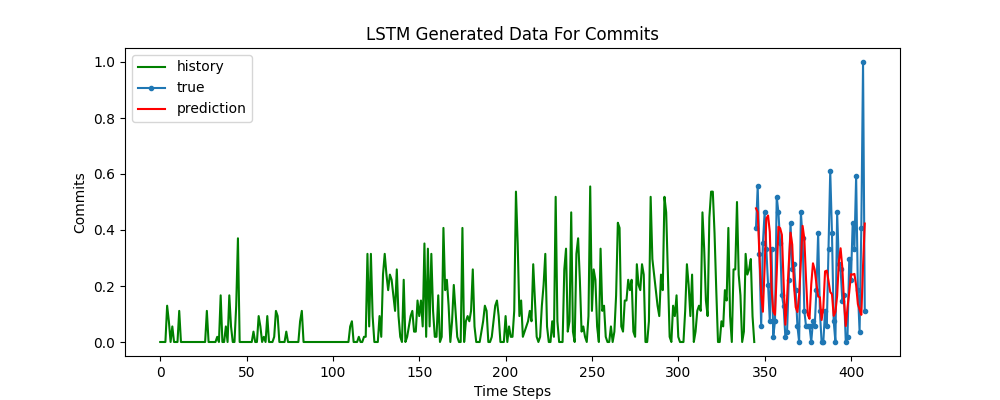 LSTM Generated Data For Commits
history
true
prediction
Commits
1.0
0.8
0.6
0.4
0.2
0.0
0 50 100 150 200 250 300 350 400
Time Steps